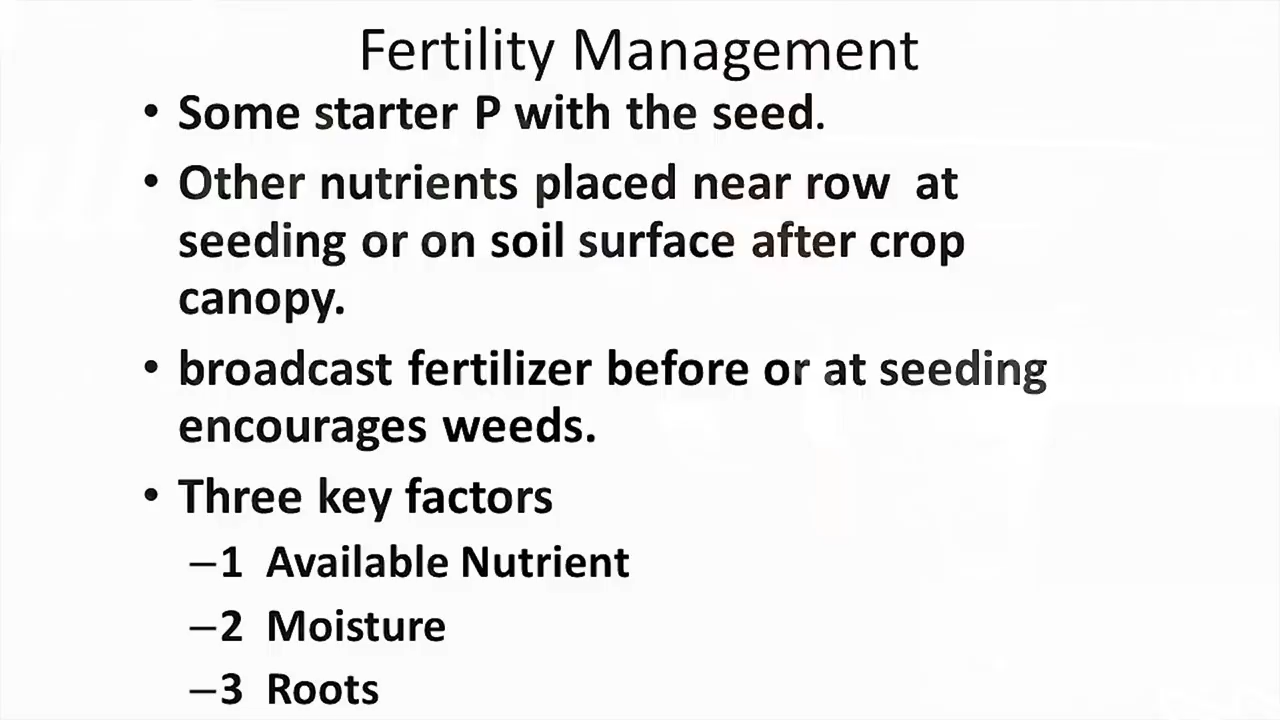 Fertility Management
• Some starter P with the seed.
• Other nutrients placed near row at
seeding or on soil surface after crop
canopy.
• broadcast fertilizer before or at seeding
encourages weeds.
• Three key factors
–1 Available Nutrient
–2 Moisture
–3 Roots